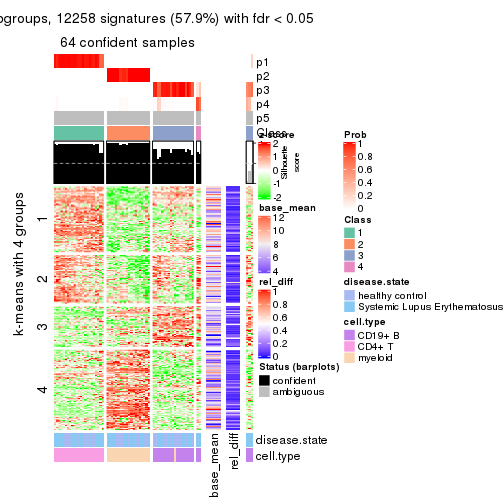 ogroups, 12258 signatures (57.9%) with fdr < 0.05
64 confident samples
p1
p2
p3
p4
p5
Class
z-score
2
1
0
-1
-2
Silhouette
score
base_mean
12
10
8
6
4
rel_diff
1
0.8
0.6
0.4
0.2
0
Status (barplots)
confident
ambiguous
Prob
1
0.8
0.6
0.4
0.2
0
Class
1
2
3
4
disease.state
healthy control
Systemic Lupus Erythematosus
cell.type
CD19+ B
CD4+ T
myeloid
k-means with 4 groups
1
2
3
4
disease.state
cell.type
base_mean
rel_diff